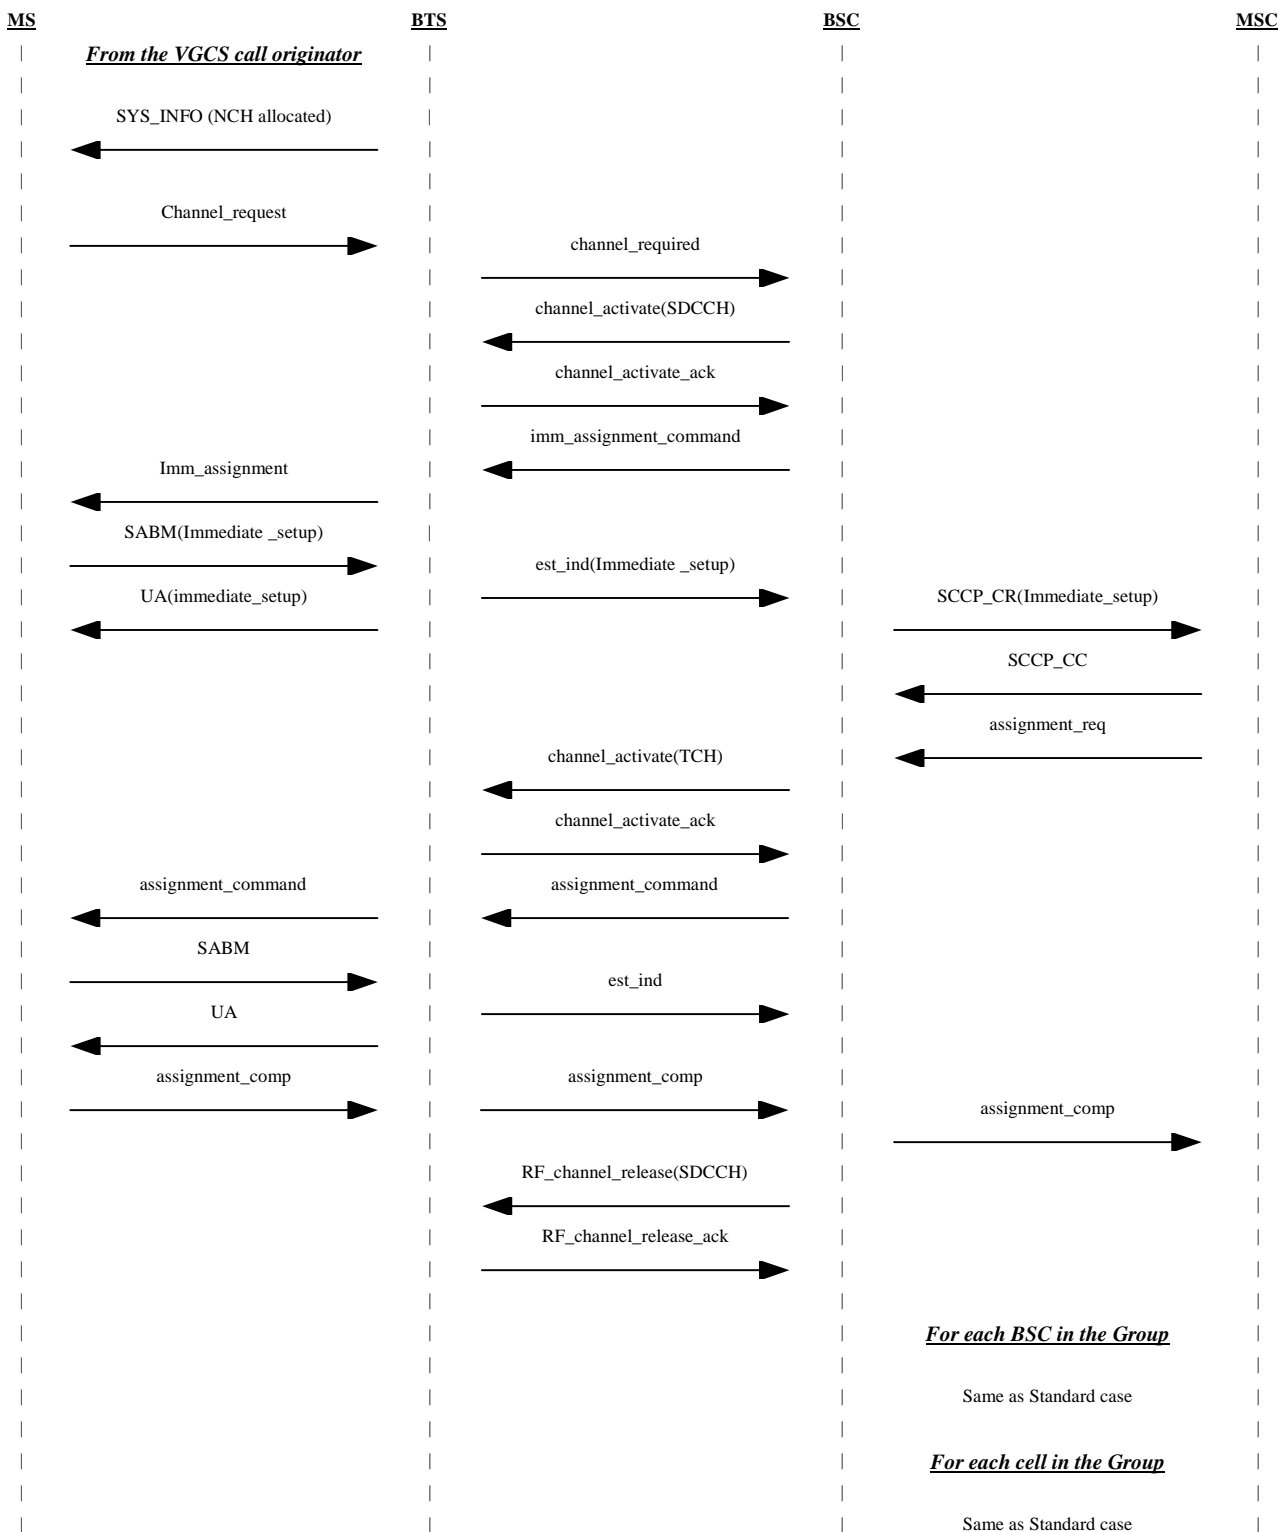 MS BTS BSC MSC
From the VGCS call originator
SYS_INFO (NCH allocated)
Channel_request
channel_required
channel_activate(SDCCH)
channel_activate_ack
imm_assignment_command
Imm_assignment
SABM(Immediate _setup)
est_ind(Immediate _setup)
UA(immediate_setup) SCCP_CR(Immediate_setup)
SCCP_CC
assignment_req
channel_activate(TCH)
channel_activate_ack
assignment_command assignment_command
SABM
est_ind
UA
assignment_comp assignment_comp
assignment_comp
RF_channel_release(SDCCH)
RF_channel_release_ack
For each BSC in the Group
Same as Standard case
For each cell in the Group
Same as Standard case